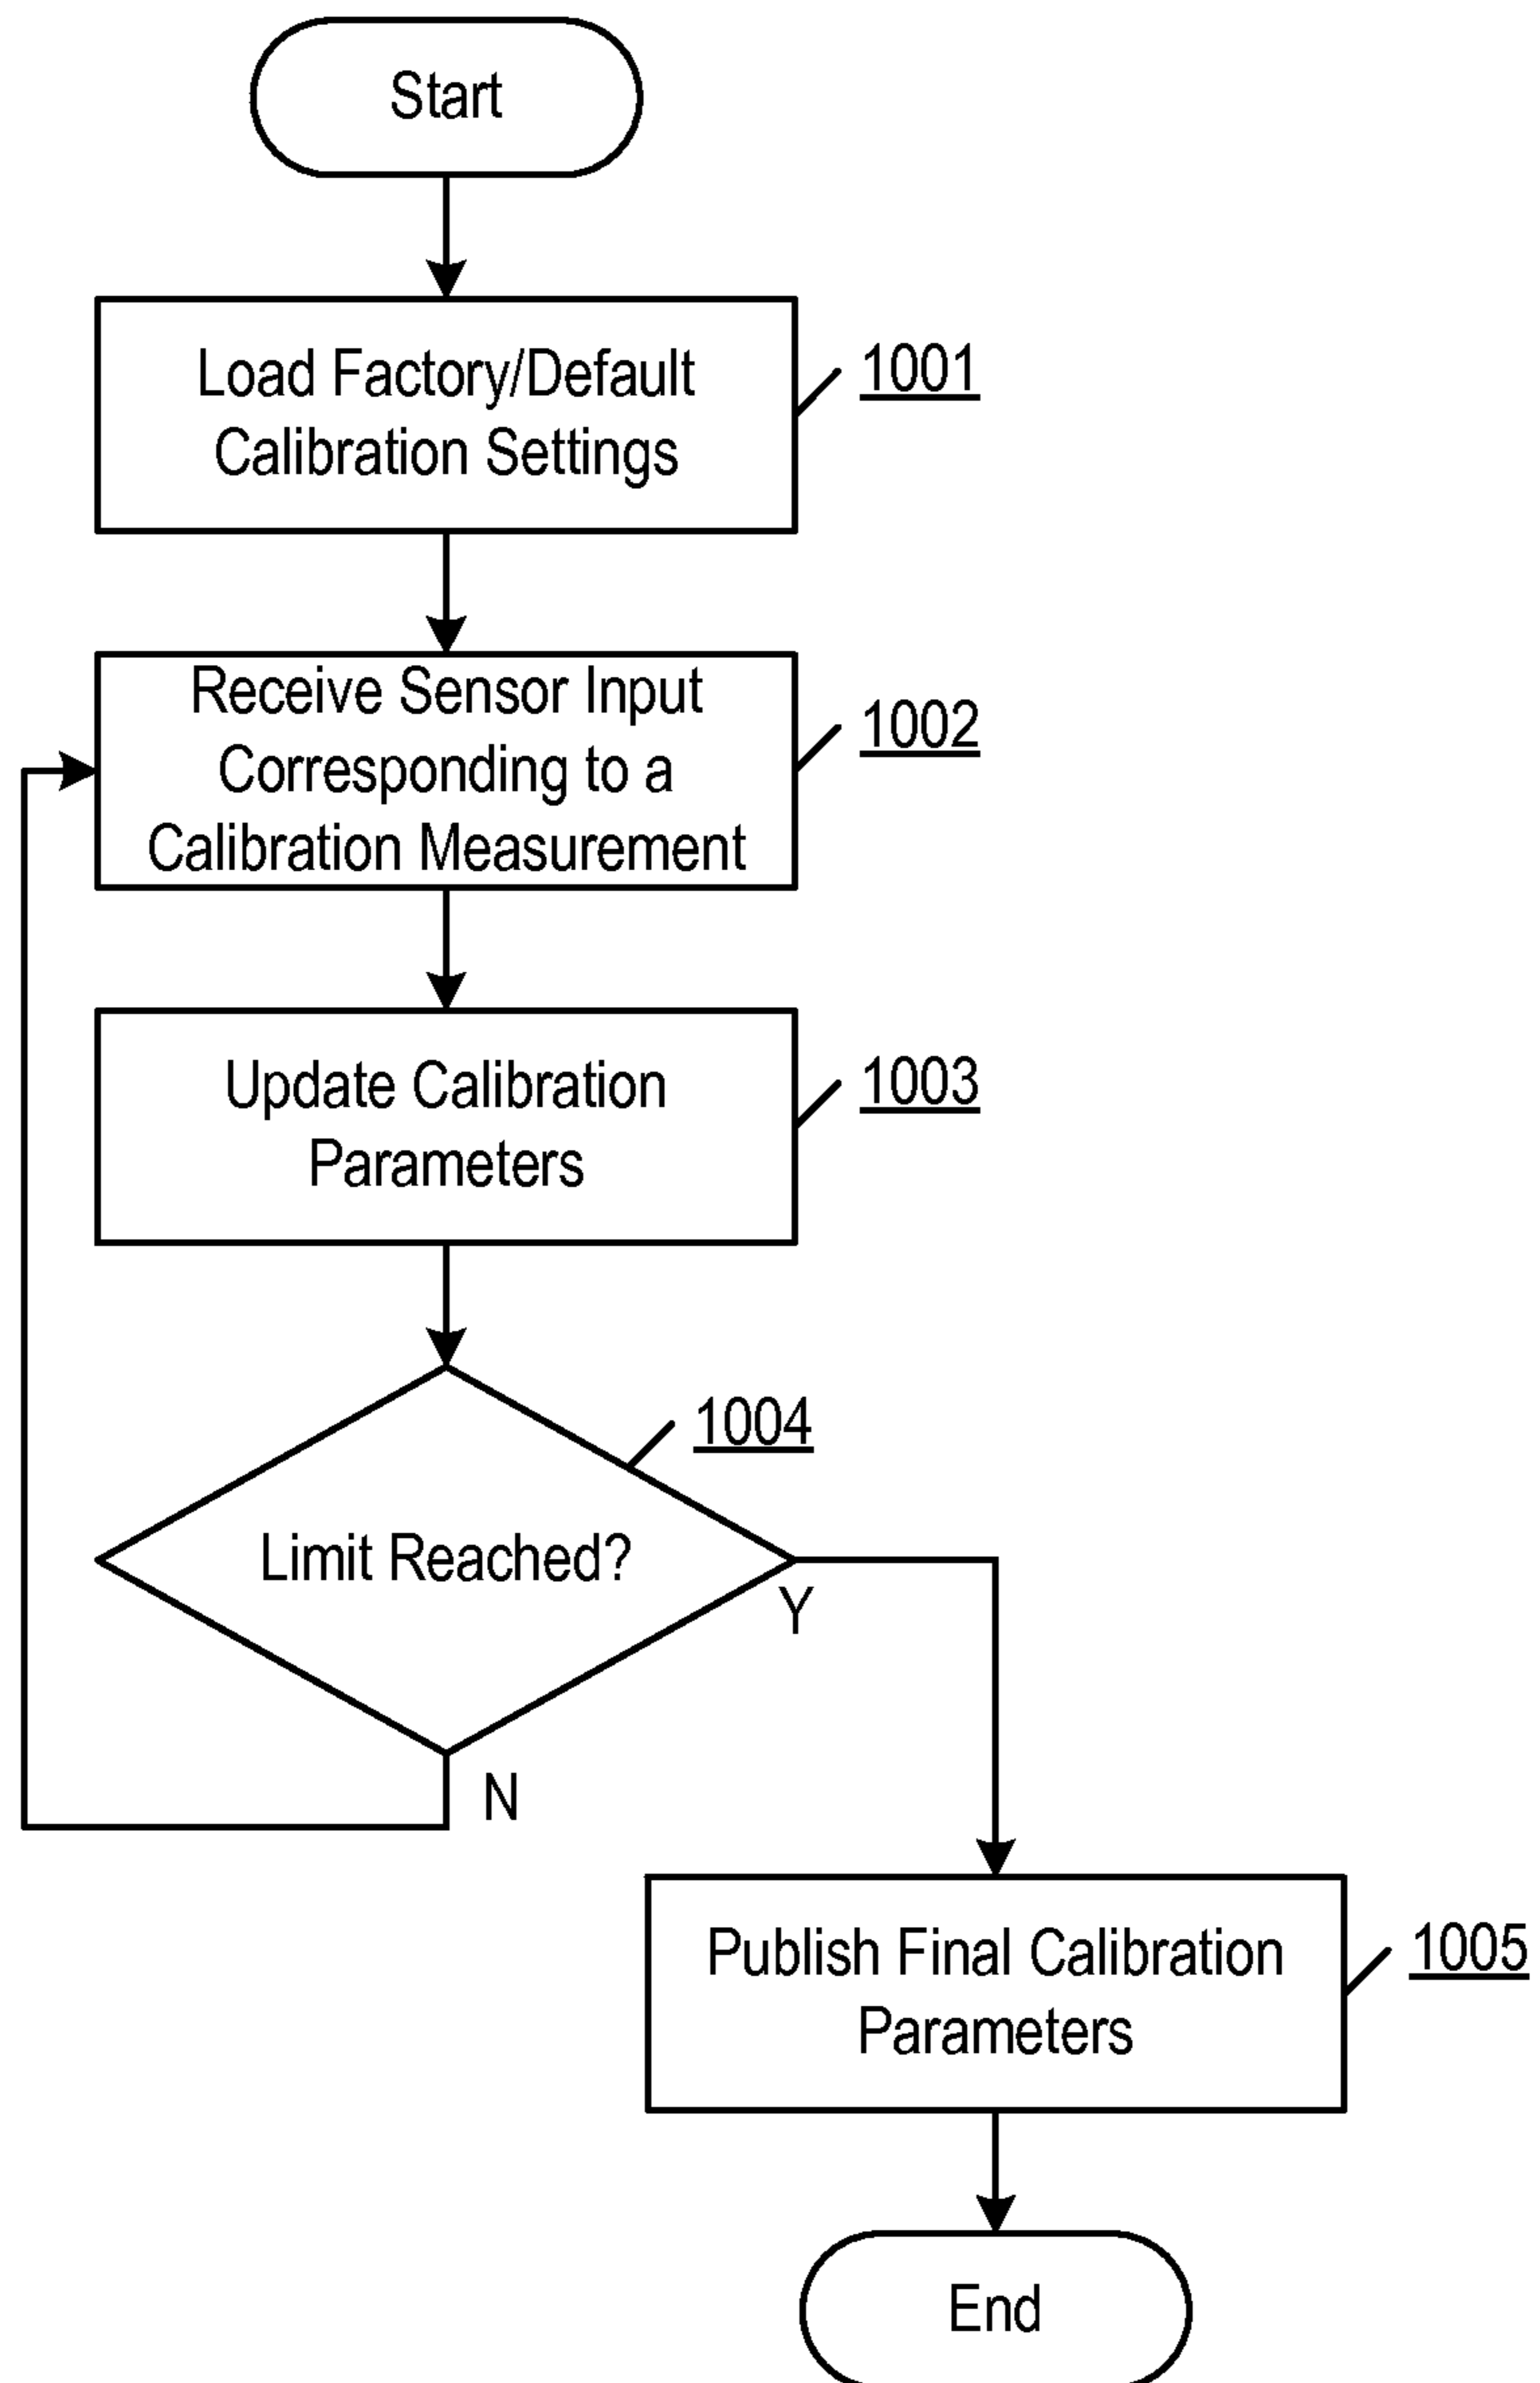 Start
Load Factory/Default
Calibration Settings
1001
Receive Sensor Input
Corresponding to a
Calibration Measurement
1002
Update Calibration
Parameters
1003
1004
Limit Reached?
Y
N
Publish Final Calibration
Parameters
1005
End